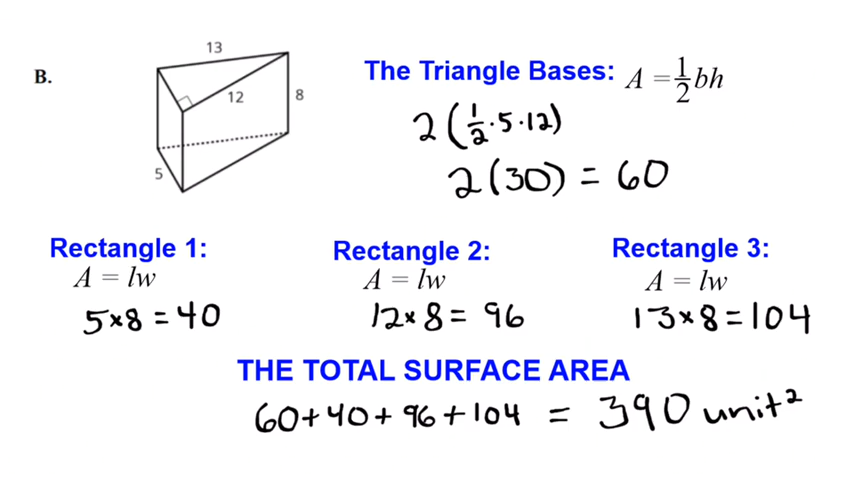 B.
13
12
8
5
The Triangle Bases: A = 1/2 bh
2(1/2·5·12)
2(30) = 60
Rectangle 1:
A = lw
5×8=40
Rectangle 2:
A = lw
12×8= 96
Rectangle 3:
A = lw
13×8=104
THE TOTAL SURFACE AREA
60+40+96+104 = 390 unit²